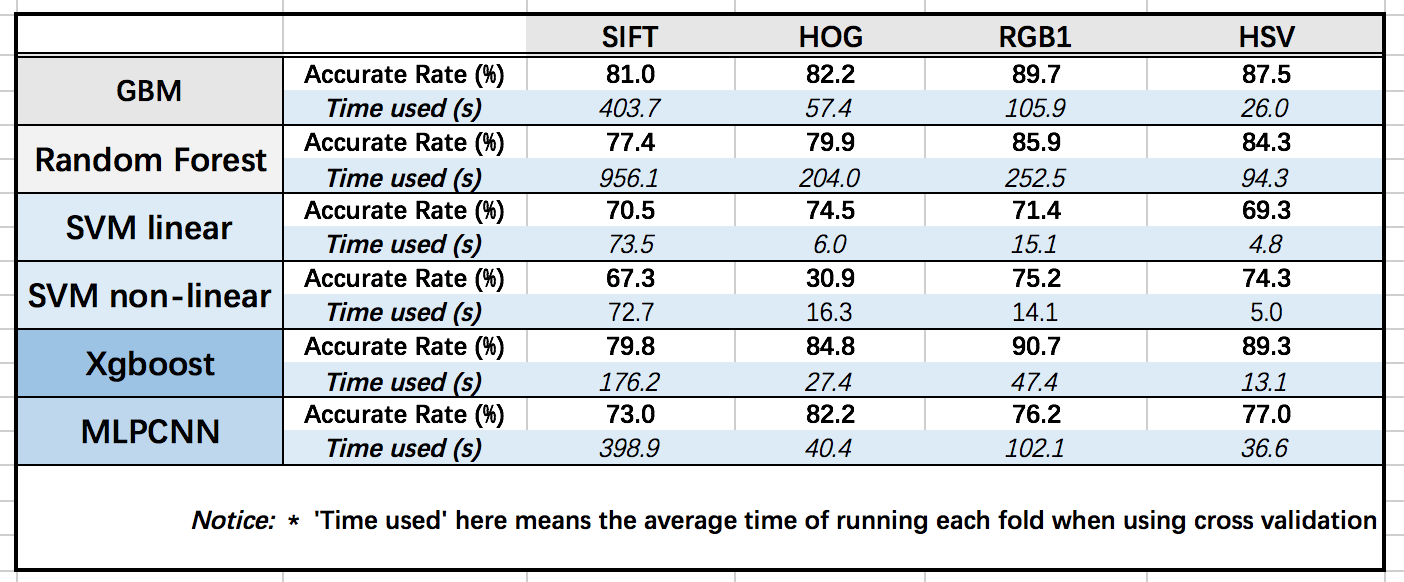 SIFT HOG RGB1 HSV
GBM Accurate Rate (%) 81.0 82.2 89.7 87.5
Time used (s) 403.7 57.4 105.9 26.0
Random Forest Accurate Rate (%) 77.4 79.9 85.9 84.3
Time used (s) 956.1 204.0 252.5 94.3
SVM linear Accurate Rate (%) 70.5 74.5 71.4 69.3
Time used (s) 73.5 6.0 15.1 4.8
SVM non-linear Accurate Rate (%) 67.3 30.9 75.2 74.3
Time used (s) 72.7 16.3 14.1 5.0
Xgboost Accurate Rate (%) 79.8 84.8 90.7 89.3
Time used (s) 176.2 27.4 47.4 13.1
MLPCNN Accurate Rate (%) 73.0 82.2 76.2 77.0
Time used (s) 398.9 40.4 102.1 36.6
Notice: * 'Time used' here means the average time of running each fold when using cross validation